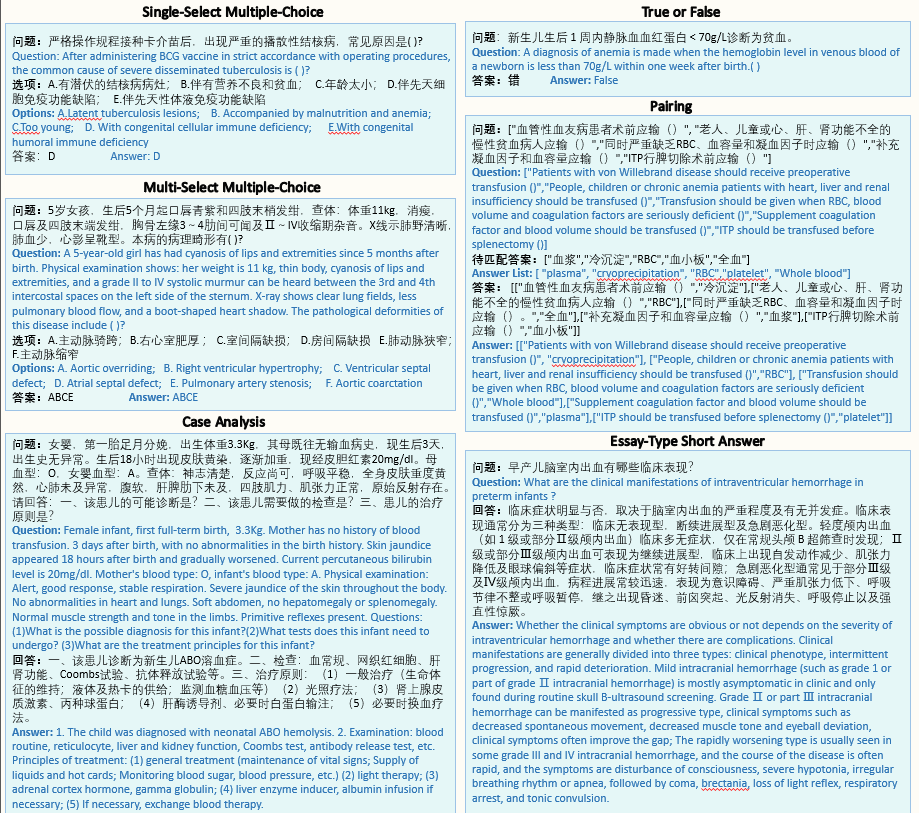 Single-Select Multiple-Choice
问题：严格操作规程接种卡介苗后，出现严重的播散性结核病，常见原因是( )?
Question: After administering BCG vaccine in strict accordance with operating procedures,
the common cause of severe disseminated tuberculosis is ( )?
选项：A.有潜伏的结核病病灶； B.伴有营养不良和贫血； C.年龄太小； D.伴先天细
胞免疫功能缺陷； E.伴先天性体液免疫功能缺陷
Options: A.Latent tuberculosis lesions; B. Accompanied by malnutrition and anemia;
C.Too young; D. With congenital cellular immune deficiency; E.With congenital
humoral immune deficiency
答案：D Answer: D
Multi-Select Multiple-Choice
问题：5岁女孩，生后5个月起口唇青紫和四肢末梢发绀，查体：体重11kg，消瘦，
口唇及四肢末端发绀，胸骨左缘3～4肋间可闻及Ⅱ～Ⅳ收缩期杂音。X线示肺野清晰，
肺血少，心影呈靴型。本病的病理畸形有( )?
Question: A 5-year-old girl has had cyanosis of lips and extremities since 5 months after
birth. Physical examination shows: her weight is 11 kg, thin body, cyanosis of lips and
extremities, and a grade II to IV systolic murmur can be heard between the 3rd and 4th
intercostal spaces on the left side of the sternum. X-ray shows clear lung fields, less
pulmonary blood flow, and a boot-shaped heart shadow. The pathological deformities of
this disease include ( )?
选项：A.主动脉骑跨；B.右心室肥厚； C.室间隔缺损； D.房间隔缺损 E.肺动脉狭窄；
F.主动脉缩窄
Options: A. Aortic overriding; B. Right ventricular hypertrophy; C. Ventricular septal
defect; D. Atrial septal defect; E. Pulmonary artery stenosis; F. Aortic coarctation
答案：ABCE Answer: ABCE
Case Analysis
问题：女婴，第一胎足月分娩，出生体重3.3Kg，其母既往无输血病史，现生后3天，
出生史无异常。生后18小时出现皮肤黄染，逐渐加重，现经皮胆红素20mg/dl。母
血型：O，女婴血型：A。查体：神志清楚，反应尚可，呼吸平稳，全身皮肤重度黄
然，心肺未及异常，腹软，肝脾肋下未及，四肢肌力、肌张力正常，原始反射存在。
请回答：一、该患儿的可能诊断是？二、该患儿需要做的检查是？三、患儿的治疗
原则是？
Question: Female infant, first full-term birth, 3.3Kg. Mother has no history of blood
transfusion. 3 days after birth, with no abnormalities in the birth history. Skin jaundice
appeared 18 hours after birth and gradually worsened. Current percutaneous bilirubin
level is 20mg/dl. Mother's blood type: O, infant's blood type: A. Physical examination:
Alert, good response, stable respiration. Severe jaundice of the skin throughout the body.
No abnormalities in heart and lungs. Soft abdomen, no hepatomegaly or splenomegaly.
Normal muscle strength and tone in the limbs. Primitive reflexes present. Questions:
(1)What is the possible diagnosis for this infant?(2)What tests does this infant need to
undergo? (3)What are the treatment principles for this infant?
回答：一、该患儿诊断为新生儿ABO溶血症。二、检查：血常规、网织红细胞、肝
肾功能、Coombs试验、抗体释放试验等。三、治疗原则：（1）一般治疗（生命体
征的维持；液体及热卡的供给；监测血糖血压等）（2）光照疗法；（3）肾上腺皮
质激素、丙种球蛋白；（4）肝酶诱导剂、必要时白蛋白输注；（5）必要时换血疗
法。
Answer: 1. The child was diagnosed with neonatal ABO hemolysis. 2. Examination: blood
routine, reticulocyte, liver and kidney function, Coombs test, antibody release test, etc.
Principles of treatment: (1) general treatment (maintenance of vital signs; Supply of
liquids and hot cards; Monitoring blood sugar, blood pressure, etc.) (2) light therapy; (3)
adrenal cortex hormone, gamma globulin; (4) liver enzyme inducer, albumin infusion if
necessary; (5) If necessary, exchange blood therapy.
True or False
问题：新生儿生后 1 周内静脉血血红蛋白 < 70g/L诊断为贫血。
Question: A diagnosis of anemia is made when the hemoglobin level in venous blood of
a newborn is less than 70g/L within one week after birth.( )
答案：错 Answer: False
Pairing
问题：["血管性血友病患者术前应输（）", "老人、儿童或心、肝、肾功能不全的
慢性贫血病人应输（）","同时严重缺乏RBC、血容量和凝血因子时应输（）","补充
凝血因子和血容量应输（）","ITP行脾切除术前应输（）"]
Question: ["Patients with von Willebrand disease should receive preoperative
transfusion ()","People, children or chronic anemia patients with heart, liver and renal
insufficiency should be transfused ()","Transfusion should be given when RBC, blood
volume and coagulation factors are seriously deficient ()","Supplement coagulation
factor and blood volume should be transfused ()","ITP should be transfused before
splenectomy ()]
待匹配答案：["血浆","冷沉淀","RBC","血小板","全血"]
Answer List: [ "plasma", "cryoprecipitation", "RBC","platelet", "Whole blood"]
答案： [["血管性血友病患者术前应输（）","冷沉淀"],["老人、儿童或心、肝、肾功
能不全的慢性贫血病人应输（）","RBC"],["同时严重缺乏RBC、血容量和凝血因子时
应输（）。","全血"],["补充凝血因子和血容量应输（）","血浆"],["ITP行脾切除术前
应输（）","血小板"]]
Answer: [["Patients with von Willebrand disease should receive preoperative
transfusion ()", "cryoprecipitation"], ["People, children or chronic anemia patients with
heart, liver and renal insufficiency should be transfused ()","RBC"], ["Transfusion should
be given when RBC, blood volume and coagulation factors are seriously deficient
()","Whole blood"],["Supplement coagulation factor and blood volume should be
transfused ()","plasma"],["ITP should be transfused before splenectomy ()","platelet"]]
Essay-Type Short Answer
问题：早产儿脑室内出血有哪些临床表现?
Question: What are the clinical manifestations of intraventricular hemorrhage in
preterm infants ?
回答：临床症状明显与否，取决于脑室内出血的严重程度及有无并发症。临床表
现通常分为三种类型：临床无表现型，断续进展型及急剧恶化型。轻度颅内出血
（如 1 级或部分Ⅱ级颅内出血）临床多无症状，仅在常规头颅 B 超筛查时发现；Ⅱ
级或部分Ⅲ级颅内出血可表现为继续进展型，临床上出现自发动作减少、肌张力
降低及眼球偏斜等症状，临床症状常有好转间隙；急剧恶化型通常见于部分Ⅲ级
及Ⅳ级颅内出血，病程进展常较迅速，表现为意识障碍、严重肌张力低下、呼吸
节律不整或呼吸暂停，继之出现昏迷、前囟突起、光反射消失、呼吸停止以及强
直性惊厥。
Answer: Whether the clinical symptoms are obvious or not depends on the severity of
intraventricular hemorrhage and whether there are complications. Clinical
manifestations are generally divided into three types: clinical phenotype, intermittent
progression, and rapid deterioration. Mild intracranial hemorrhage (such as grade 1 or
part of grade Ⅱ intracranial hemorrhage) is mostly asymptomatic in clinic and only
found during routine skull B-ultrasound screening. Grade Ⅱ or part Ⅲ intracranial
hemorrhage can be manifested as progressive type, clinical symptoms such as
decreased spontaneous movement, decreased muscle tone and eyeball deviation,
clinical symptoms often improve the gap; The rapidly worsening type is usually seen in
some grade III and IV intracranial hemorrhage, and the course of the disease is often
rapid, and the symptoms are disturbance of consciousness, severe hypotonia, irregular
breathing rhythm or apnea, followed by coma, brectania, loss of light reflex, respiratory
arrest, and tonic convulsion.